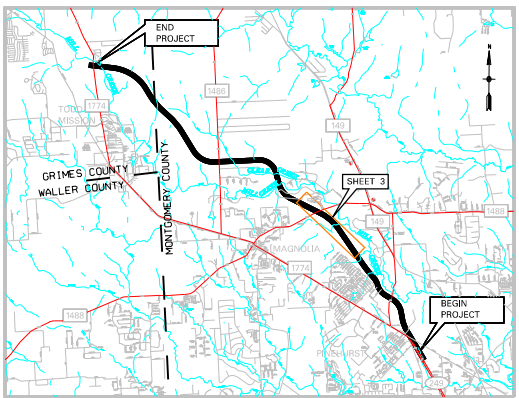 END
PROJECT
1486
1774
TODD
MISSION
149
GRIMES COUNTY
WALLER COUNTY
MONTGOMERY COUNTY
SHEET 3
1488
149
MAGNOLIA
1774
BEGIN
PROJECT
1488
PINEHURST
249